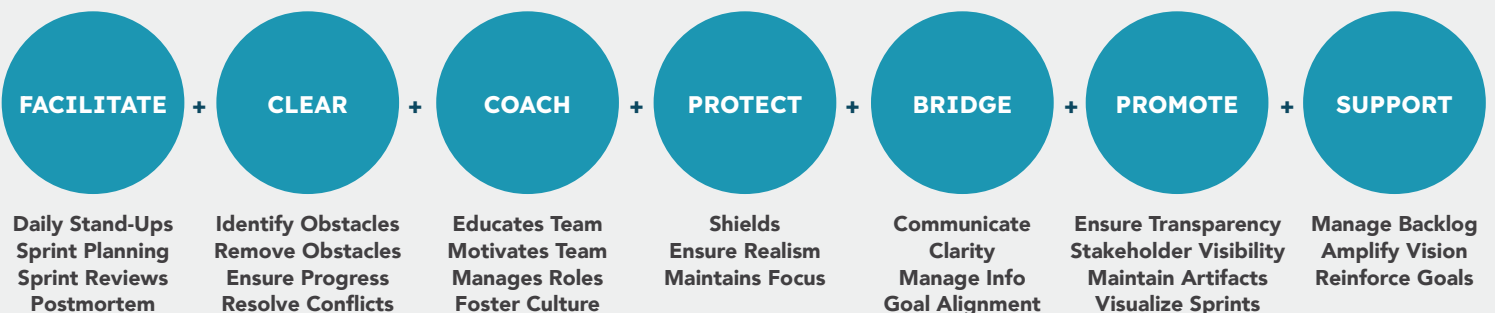 FACILITATE + CLEAR + COACH + PROTECT + BRIDGE + PROMOTE + SUPPORT
Daily Stand-Ups
Sprint Planning
Sprint Reviews
Postmortem
Identify Obstacles
Remove Obstacles
Ensure Progress
Resolve Conflicts
Educates Team
Motivates Team
Manages Roles
Foster Culture
Shields
Ensure Realism
Maintains Focus
Communicate
Clarity
Manage Info
Goal Alignment
Ensure Transparency
Stakeholder Visibility
Maintain Artifacts
Visualize Sprints
Manage Backlog
Amplify Vision
Reinforce Goals